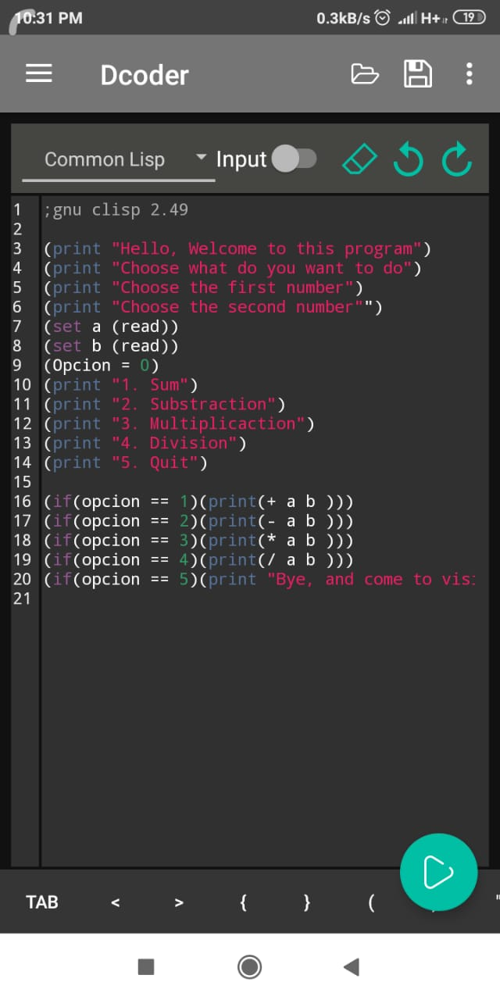 10:31 PM 0.3kB/s H+ 19
Dcoder
Common Lisp Input
1 ;gnu clisp 2.49
2
3 (print "Hello, Welcome to this program")
4 (print "Choose what do you want to do")
5 (print "Choose the first number")
6 (print "Choose the second number"")
7 (set a (read))
8 (set b (read))
9 (Opcion = 0)
10 (print "1. Sum")
11 (print "2. Substraction")
12 (print "3. Multiplicaction")
13 (print "4. Division")
14 (print "5. Quit")
15
16 (if(opcion == 1)(print(+ a b )))
17 (if(opcion == 2)(print(- a b )))
18 (if(opcion == 3)(print(* a b )))
19 (if(opcion == 4)(print(/ a b )))
20 (if(opcion == 5)(print "Bye, and come to vis
21
TAB < > { } (